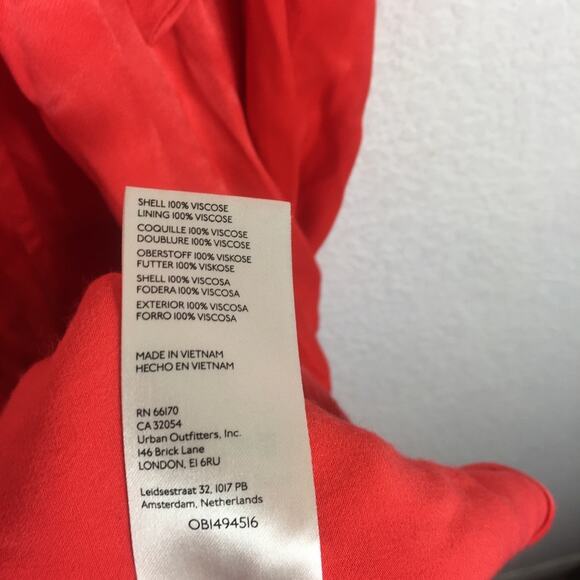 SHELL 100% VISCOSE
LINING 100% VISCOSE
COQUILLE 100% VISCOSE
DOUBLURE 100% VISCOSE
OBERSTOFF 100% VISKOSE
FUTTER 100% VISKOSE
SHELL 100% VISCOSA
FODERA 100% VISCOSA
EXTERIOR 100% VISCOSA
FORRO 100% VISCOSA
MADE IN VIETNAM
HECHO EN VIETNAM
RN 66170
CA 32054
Urban Outfitters, Inc.
146 Brick Lane
LONDON, E1 6RU
Leidsestraat 32, 1017 PB
Amsterdam, Netherlands
OB1494516